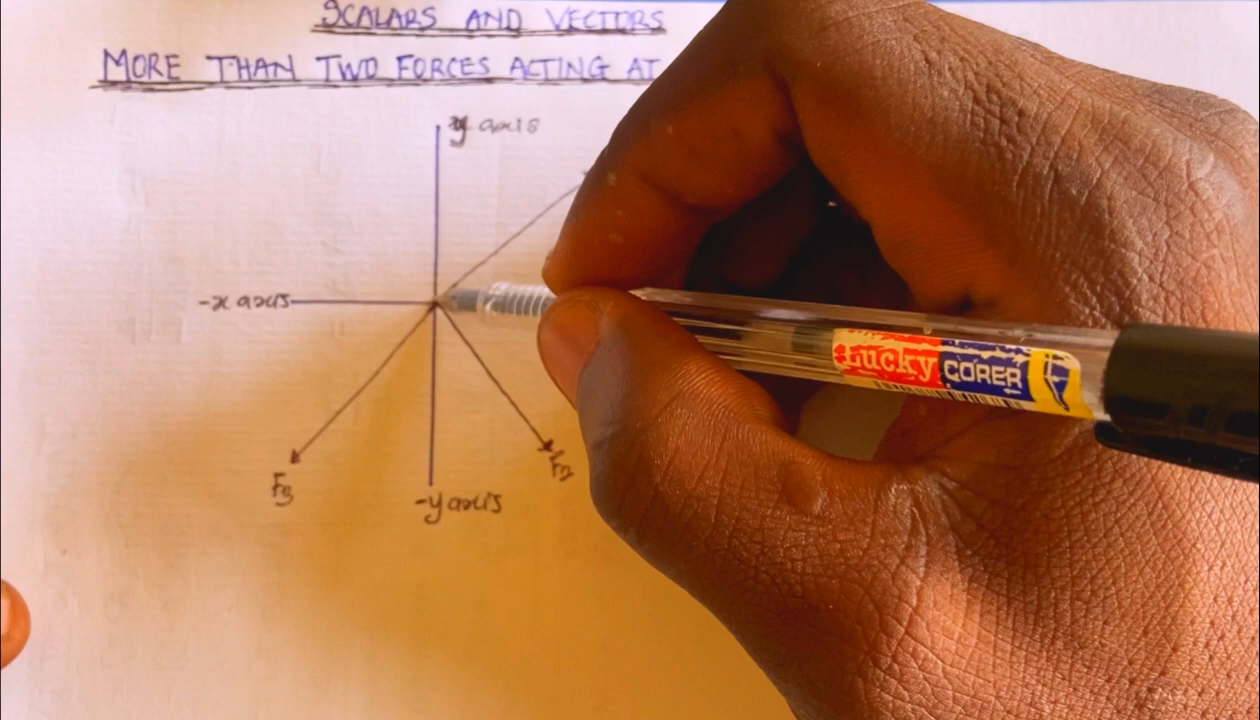 SCALARS AND VECTORS
MORE THAN TWO FORCES ACTING AT
y axis
-x axis
Lucky
CORER
F3
-y axis